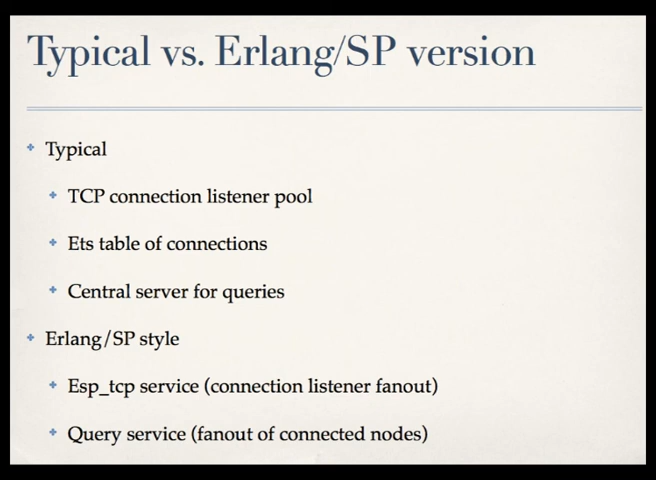 Typical vs. Erlang/SP version
Typical
TCP connection listener pool
Ets table of connections
Central server for queries
Erlang/SP style
Esp_tcp service (connection listener fanout)
Query service (fanout of connected nodes)